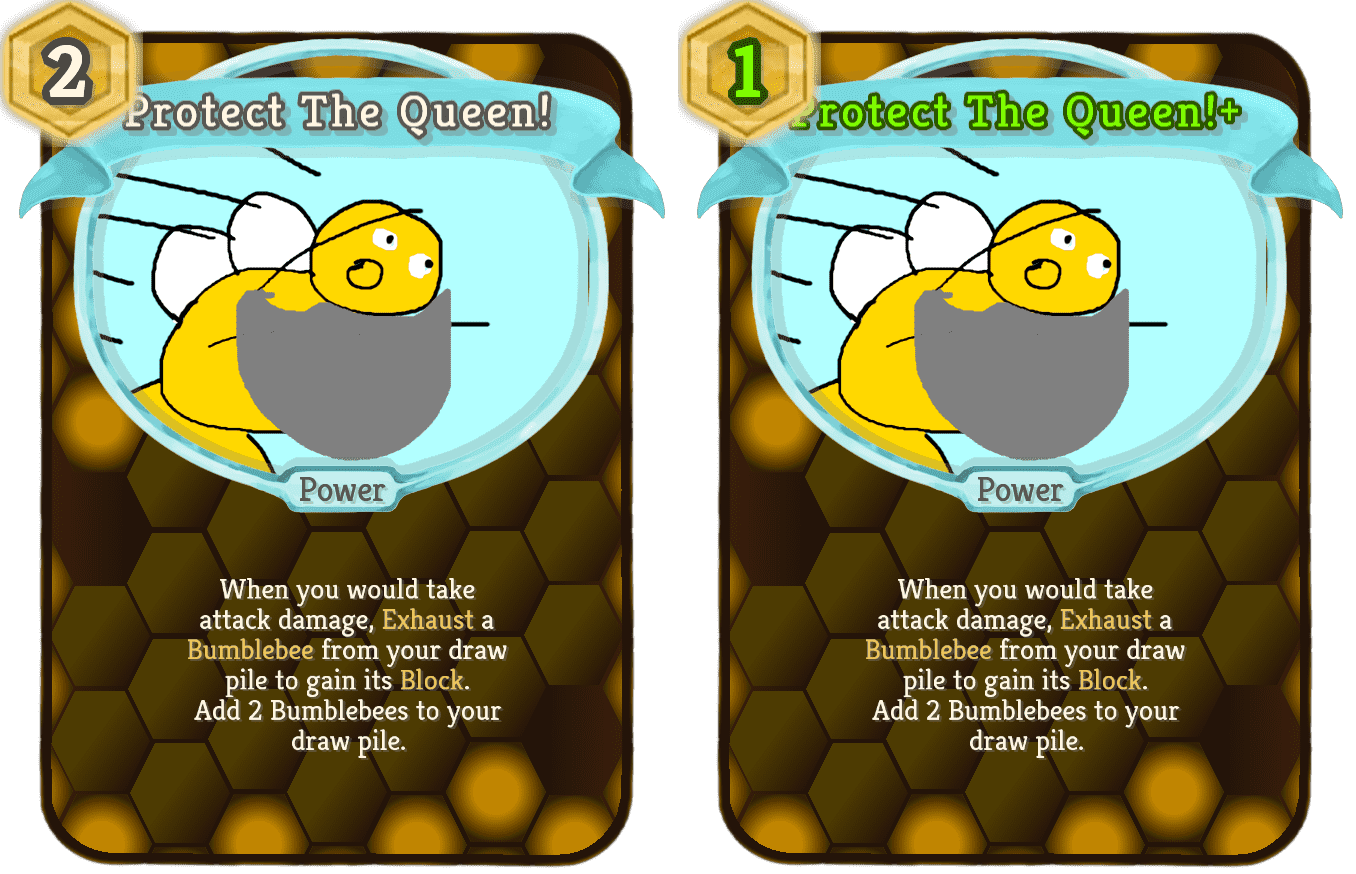 2
Protect The Queen!
Power
When you would take
attack damage, Exhaust a
Bumblebee from your draw
pile to gain its Block.
Add 2 Bumblebees to your
draw pile.
1
Protect The Queen!+
Power
When you would take
attack damage, Exhaust a
Bumblebee from your draw
pile to gain its Block.
Add 2 Bumblebees to your
draw pile.